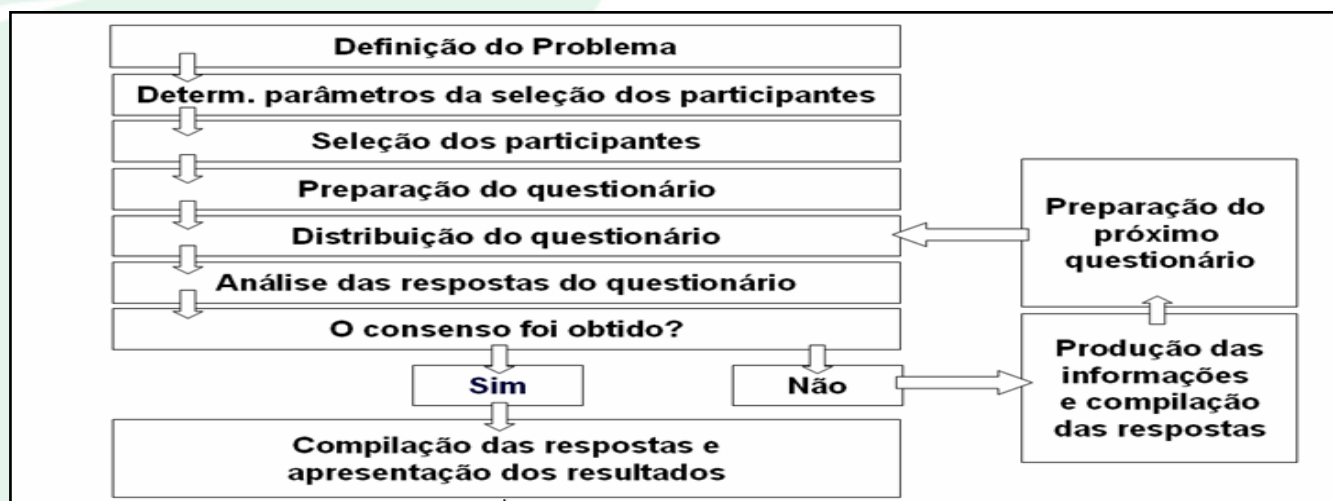 Definição do Problema
Determ. parâmetros da seleção dos participantes
Seleção dos participantes
Preparação do questionário
Distribuição do questionário
Análise das respostas do questionário
O consenso foi obtido?
Sim
Não
Compilação das respostas e
apresentação dos resultados
Produção das
informações
e compilação
das respostas
Preparação do
próximo
questionário